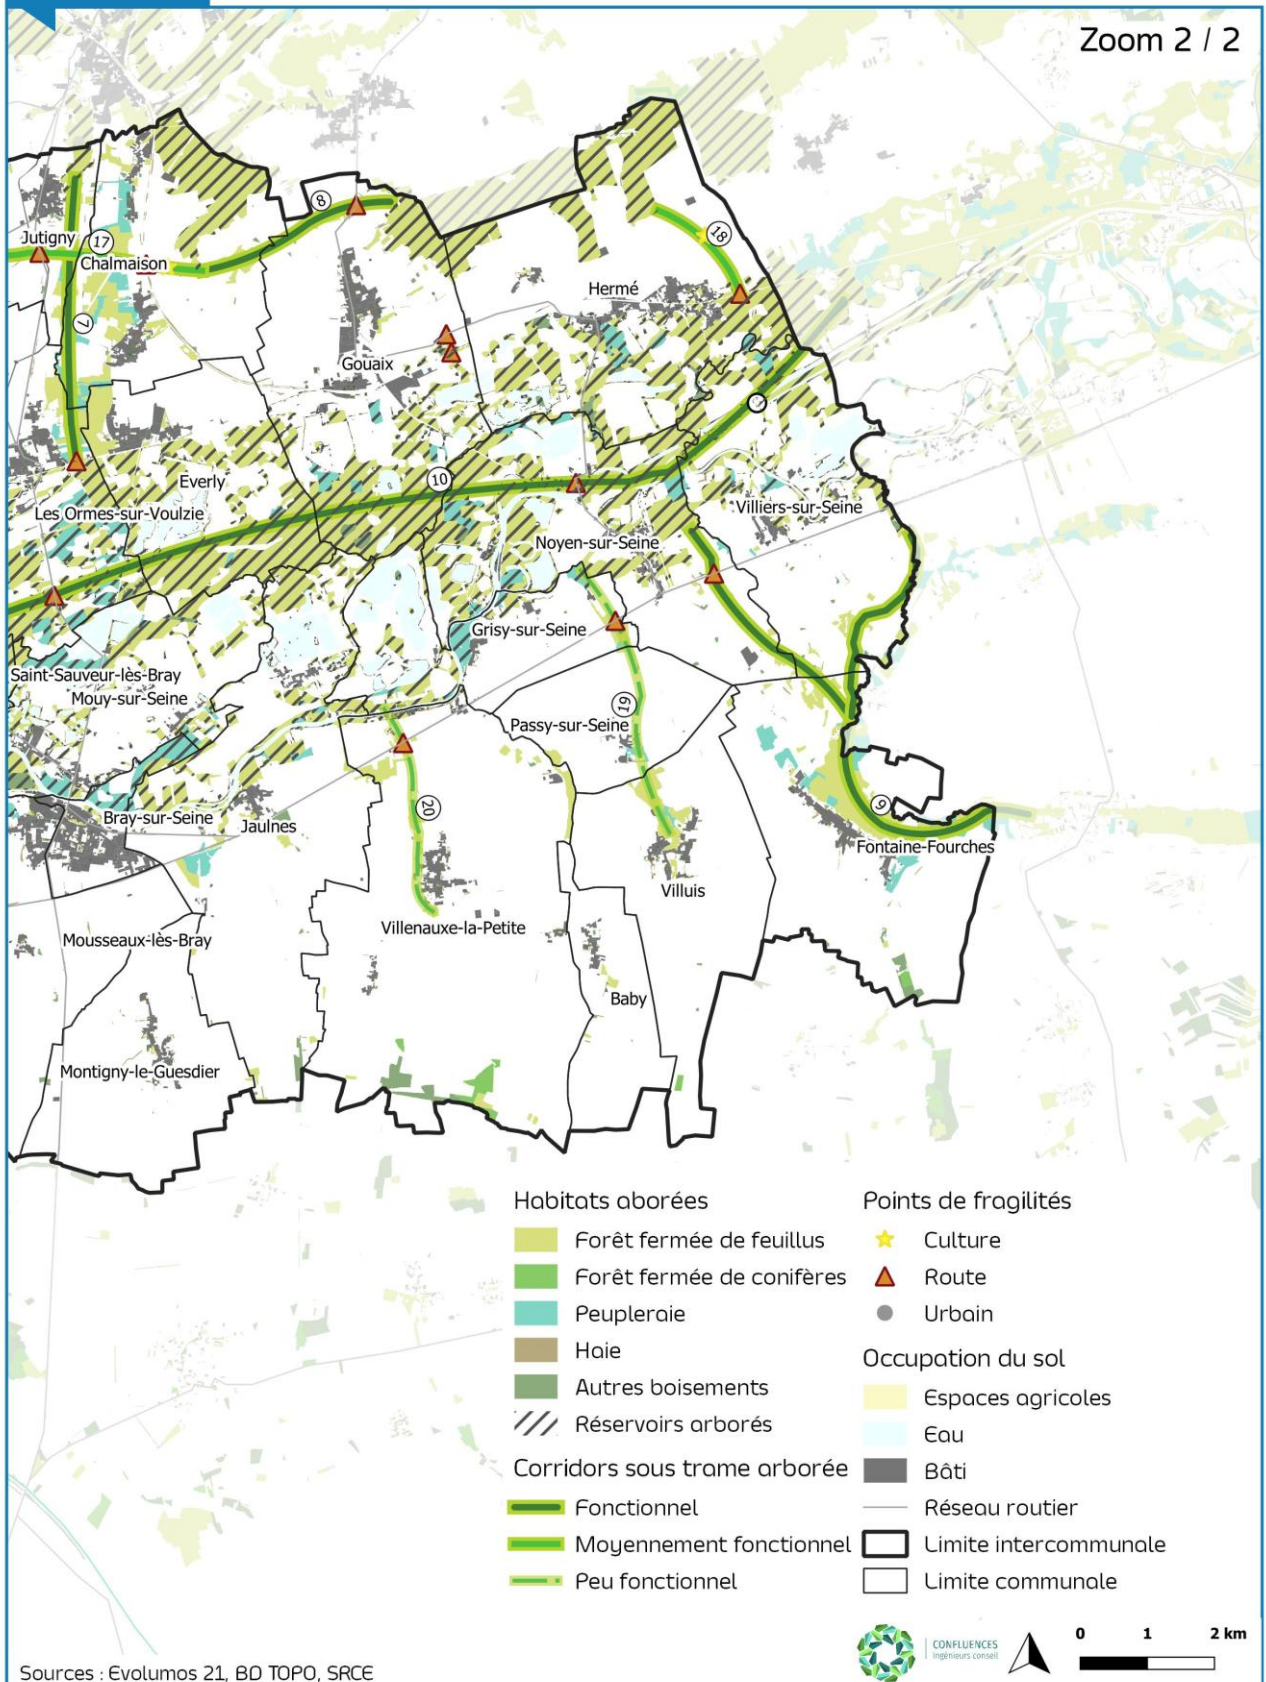 Zoom 2 / 2
8
Jutigny
17
Chalmaison
18
Hermé
7
Gouaix
10
Everly
Les Ormes-sur-Voulzie
Villiers-sur-Seine
Noyen-sur-Seine
Grisy-sur-Seine
Saint-Sauveur-lès-Bray
Mouy-sur-Seine
19
Passy-sur-Seine
20
Bray-sur-Seine
Jaulnes
9
Fontaine-Fourches
Villuis
Villenauxe-la-Petite
Mousseaux-lès-Bray
Baby
Montigny-le-Guesdier
Habitats aborées
Forêt fermée de feuillus
Forêt fermée de conifères
Peupleraie
Haie
Autres boisements
Réservoirs arborés
Corridors sous trame arborée
Fonctionnel
Moyennement fonctionnel
Peu fonctionnel
Points de fragilités
Culture
Route
Urbain
Occupation du sol
Espaces agricoles
Eau
Bâti
Réseau routier
Limite intercommunale
Limite communale
CONFLUENCES
Ingénieurs conseil
0 1 2 km
Sources : Evolumos 21, BD TOPO, SRCE